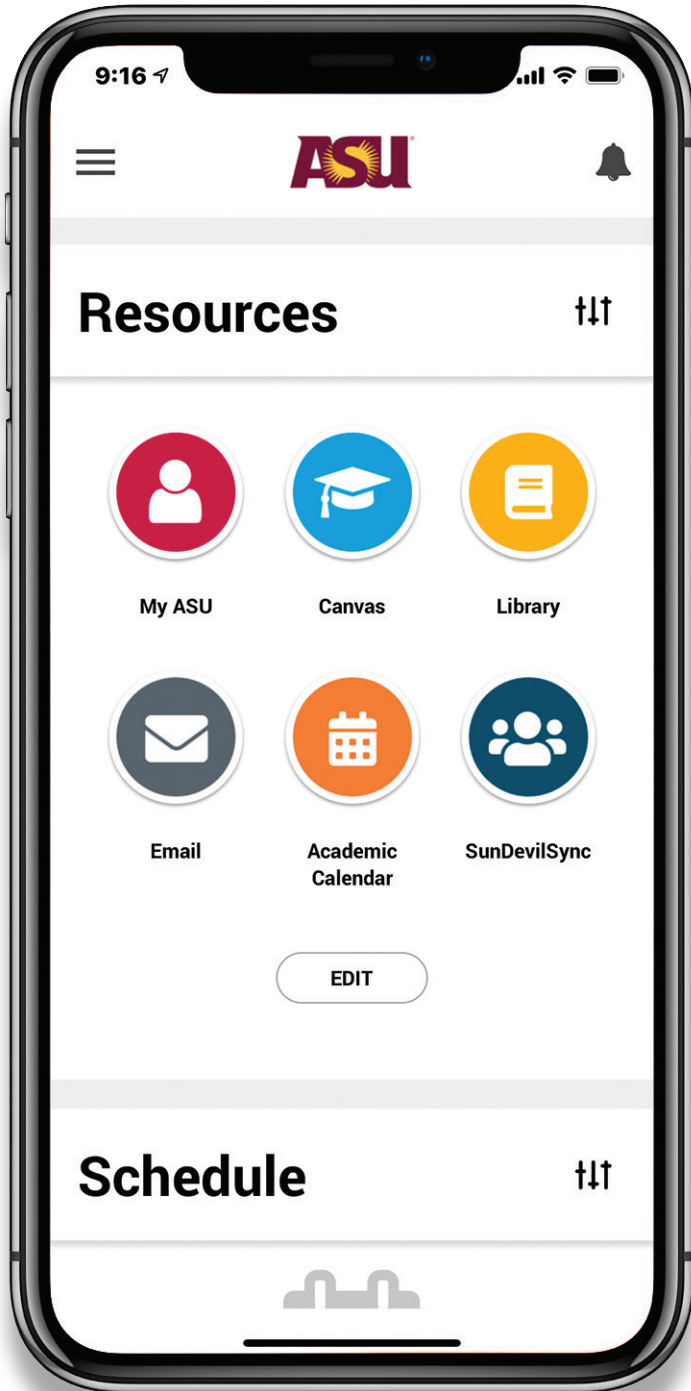 9:16
ASU
Resources
My ASU
Canvas
Library
Email
Academic
Calendar
SunDevilSync
EDIT
Schedule